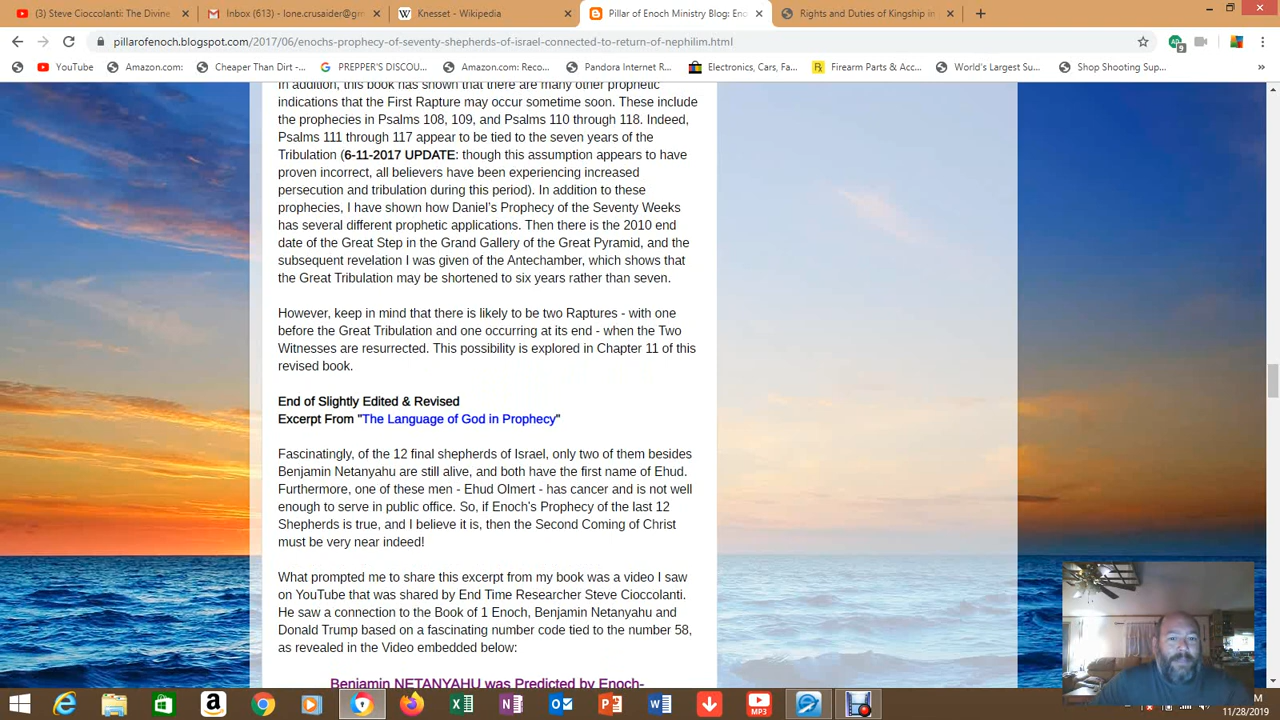 (3) Steve Cioccolanti: The Divine
Inbox (613) - lone.crusaider@gm
Knesset - Wikipedia
Pillar of Enoch Ministry Blog: Eno
Rights and Duties of Kingship in
pillarofenoch.blogspot.com/2017/06/enochs-prophecy-of-seventy-shepherds-of-israel-connected-to-return-of-nephilim.html
9
YouTube
Amazon.com:
Cheaper Than Dirt -...
PREPPER'S DISCOU...
Amazon.com: Reco...
Pandora Internet R...
Electronics, Cars, Fa...
Firearm Parts & Acc...
World's Largest Su...
Shop Shooting Sup...
In addition, this book has shown that there are many other prophetic
indications that the First Rapture may occur sometime soon. These include
the prophecies in Psalms 108, 109, and Psalms 110 through 118. Indeed,
Psalms 111 through 117 appear to be tied to the seven years of the
Tribulation (6-11-2017 UPDATE: though this assumption appears to have
proven incorrect, all believers have been experiencing increased
persecution and tribulation during this period). In addition to these
prophecies, I have shown how Daniel's Prophecy of the Seventy Weeks
has several different prophetic applications. Then there is the 2010 end
date of the Great Step in the Grand Gallery of the Great Pyramid, and the
subsequent revelation I was given of the Antechamber, which shows that
the Great Tribulation may be shortened to six years rather than seven.
However, keep in mind that there is likely to be two Raptures - with one
before the Great Tribulation and one occurring at its end - when the Two
Witnesses are resurrected. This possibility is explored in Chapter 11 of this
revised book.
End of Slightly Edited & Revised
Excerpt From "The Language of God in Prophecy"
Fascinatingly, of the 12 final shepherds of Israel, only two of them besides
Benjamin Netanyahu are still alive, and both have the first name of Ehud.
Furthermore, one of these men - Ehud Olmert - has cancer and is not well
enough to serve in public office. So, if Enoch's Prophecy of the last 12
Shepherds is true, and I believe it is, then the Second Coming of Christ
must be very near indeed!
What prompted me to share this excerpt from my book was a video I saw
on YouTube that was shared by End Time Researcher Steve Cioccolanti.
He saw a connection to the Book of 1 Enoch, Benjamin Netanyahu and
Donald Trump based on a fascinating number code tied to the number 58,
as revealed in the Video embedded below:
Benjamin NETANYAHU was Predicted by Enoch-
MP3
M
11/28/2019